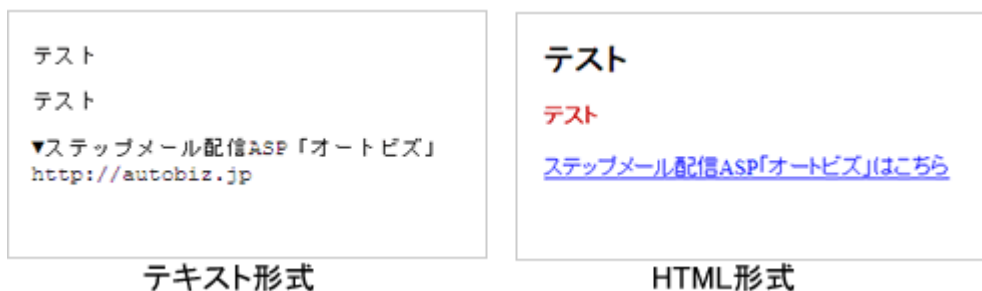 テスト
テスト
▼ステップメール配信ASP「オートビズ」
http://autobiz.jp
テキスト形式
テスト
テスト
ステップメール配信ASP「オートビズ」はこちら
HTML形式